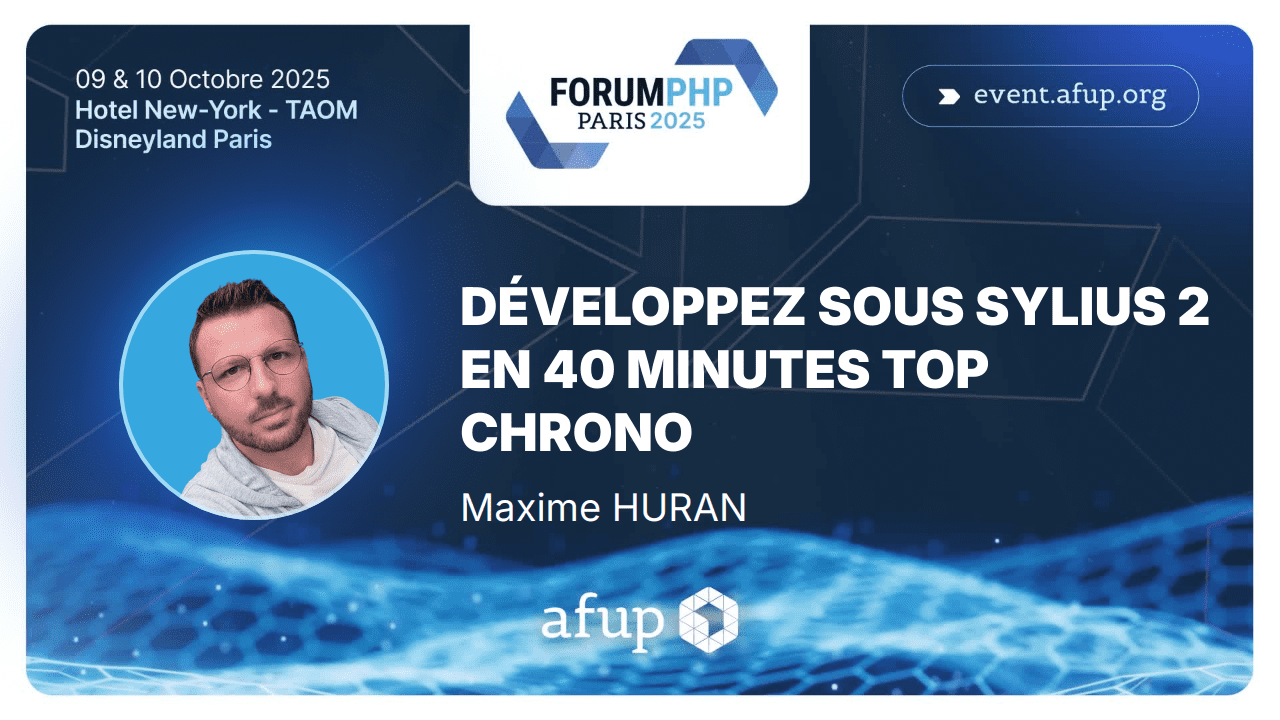 09 & 10 Octobre 2025
Hotel New-York - TAOM
Disneyland Paris
FORUMPHP
PARIS 2025
event.afup.org
DÉVELOPPEZ SOUS SYLIUS 2
EN 40 MINUTES TOP
CHRONO
Maxime HURAN
afup